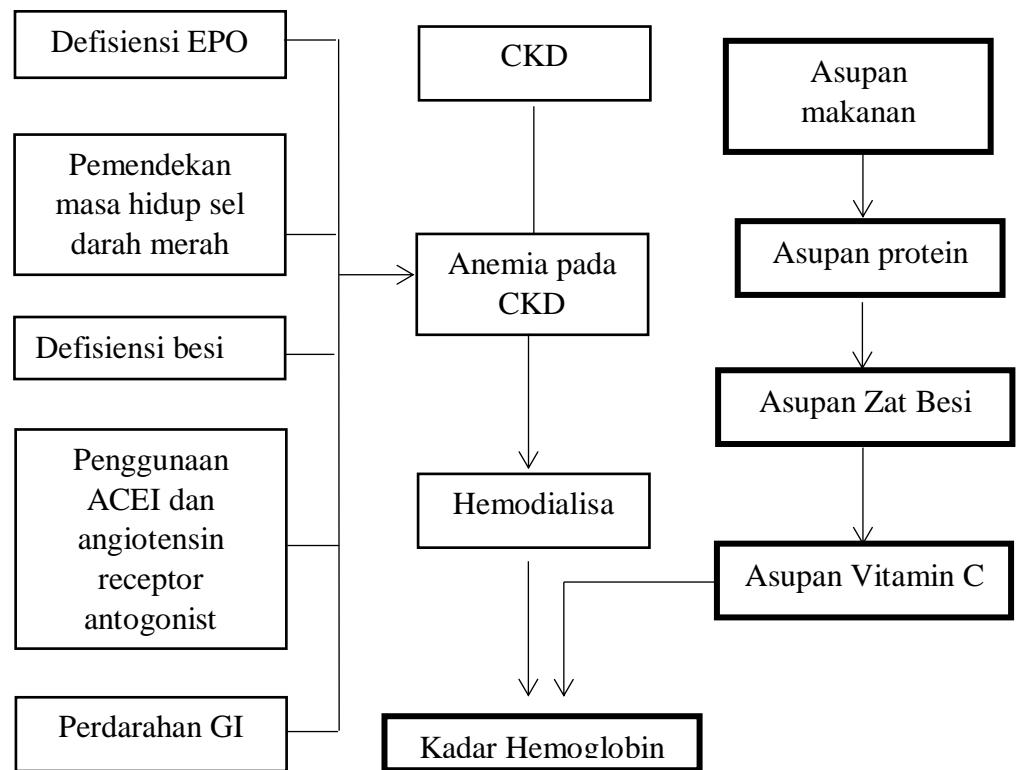 Defisiensi EPO
Pemendekan
masa hidup sel
darah merah
Defisiensi besi
Penggunaan
ACEI dan
angiotensin
receptor
antogonist
Perdarahan GI
CKD
Anemia pada
CKD
Hemodialisa
Kadar Hemoglobin
Asupan
makanan
Asupan protein
Asupan Zat Besi
Asupan Vitamin C